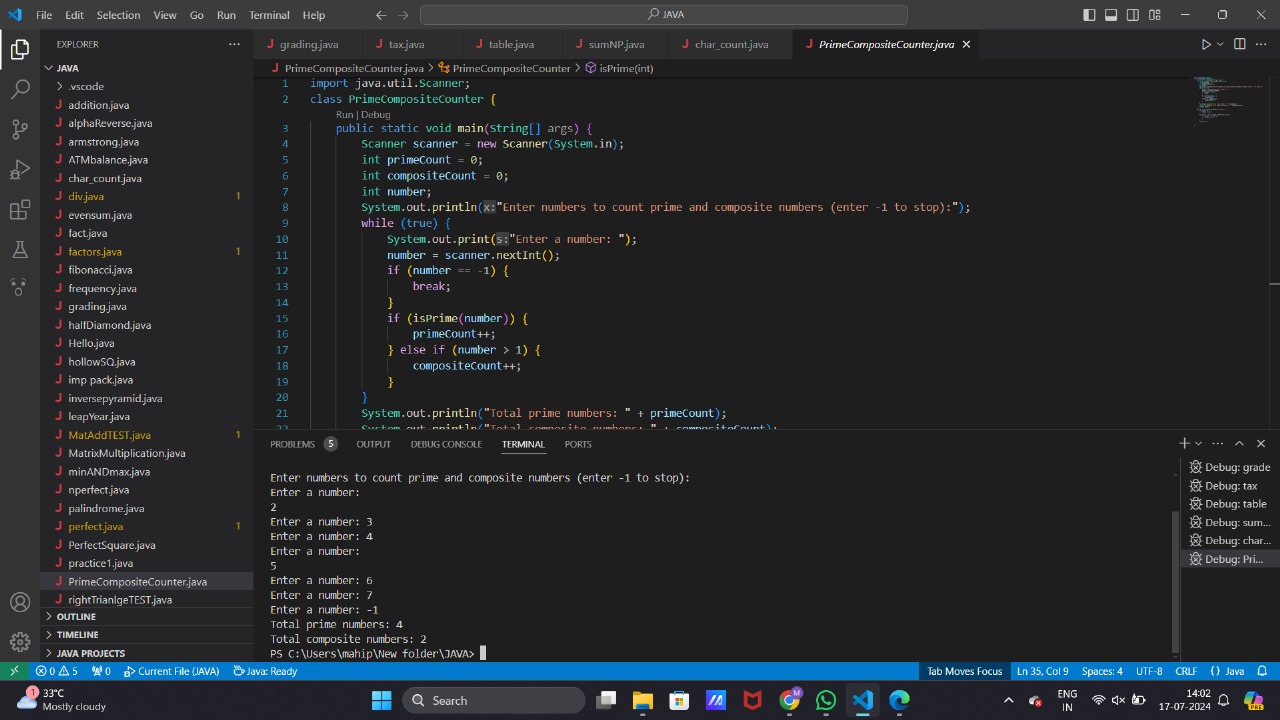 File Edit Selection View Go Run Terminal Help
JAVA
EXPLORER
JAVA
.vscode
addition.java
alphaReverse.java
armstrong.java
ATMbalance.java
char_count.java
div.java 1
evensum.java
fact.java
factors.java 1
fibonacci.java
frequency.java
grading.java
halfDiamond.java
Hello.java
hollowSQ.java
imp pack.java
inversepyramid.java
leapYear.java
MatAddTEST.java 1
MatrixMultiplication.java
minANDmax.java
nperfect.java
palindrome.java
perfect.java 1
PerfectSquare.java
practice1.java
PrimeCompositeCounter.java
rightTrianlgeTEST.java
OUTLINE
TIMELINE
JAVA PROJECTS
grading.java tax.java table.java sumNP.java char_count.java PrimeCompositeCounter.java
PrimeCompositeCounter.java > PrimeCompositeCounter > isPrime(int)
1 import java.util.Scanner;
2 class PrimeCompositeCounter {
Run | Debug
3 public static void main(String[] args) {
4 Scanner scanner = new Scanner(System.in);
5 int primeCount = 0;
6 int compositeCount = 0;
7 int number;
8 System.out.println(x:"Enter numbers to count prime and composite numbers (enter -1 to stop):");
9 while (true) {
10 System.out.print(s:"Enter a number: ");
11 number = scanner.nextInt();
12 if (number == -1) {
13 break;
14 }
15 if (isPrime(number)) {
16 primeCount++;
17 } else if (number > 1) {
18 compositeCount++;
19 }
20 }
21 System.out.println("Total prime numbers: " + primeCount);
22 System.out.println("Total composite numbers: " + compositeCount);
PROBLEMS 5 OUTPUT DEBUG CONSOLE TERMINAL PORTS
Enter numbers to count prime and composite numbers (enter -1 to stop):
Enter a number:
2
Enter a number: 3
Enter a number: 4
Enter a number:
5
Enter a number: 6
Enter a number: 7
Enter a number: -1
Total prime numbers: 4
Total composite numbers: 2
PS C:\Users\mahip\New folder\JAVA>
Debug: grade
Debug: tax
Debug: table
Debug: sum...
Debug: char...
Debug: Pri...
0 5 0 Current File (JAVA) Java: Ready Tab Moves Focus Ln 35, Col 9 Spaces: 4 UTF-8 CRLF {} Java
1 33°C
Mostly cloudy
Search
M
ENG
IN
14:02
17-07-2024
PRE